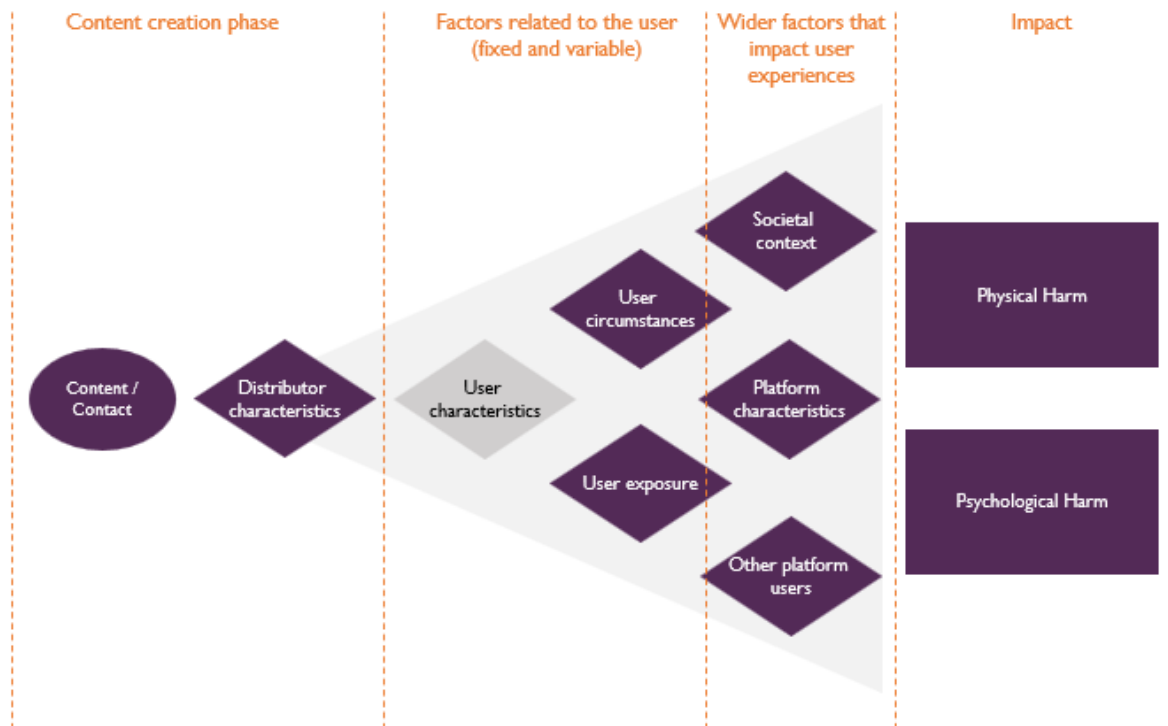 Content creation phase
Factors related to the user
(fixed and variable)
Wider factors that
impact user
experiences
Impact
Societal
context
User
circumstances
Physical Harm
Content /
Contact
Distributor
characteristics
User
characteristics
Platform
characteristics
User exposure
Psychological Harm
Other platform
users